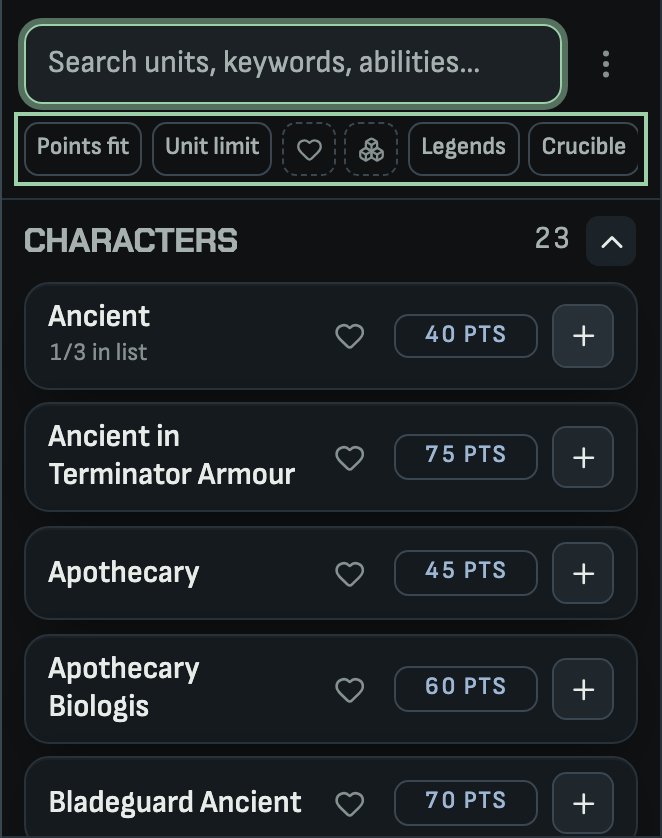 Search units, keywords, abilities...
Points fit Unit limit Legends Crucible
CHARACTERS 23
Ancient
1/3 in list
40 PTS
Ancient in
Terminator Armour
75 PTS
Apothecary 45 PTS
Apothecary
Biologis
60 PTS
Bladeguard Ancient 70 PTS